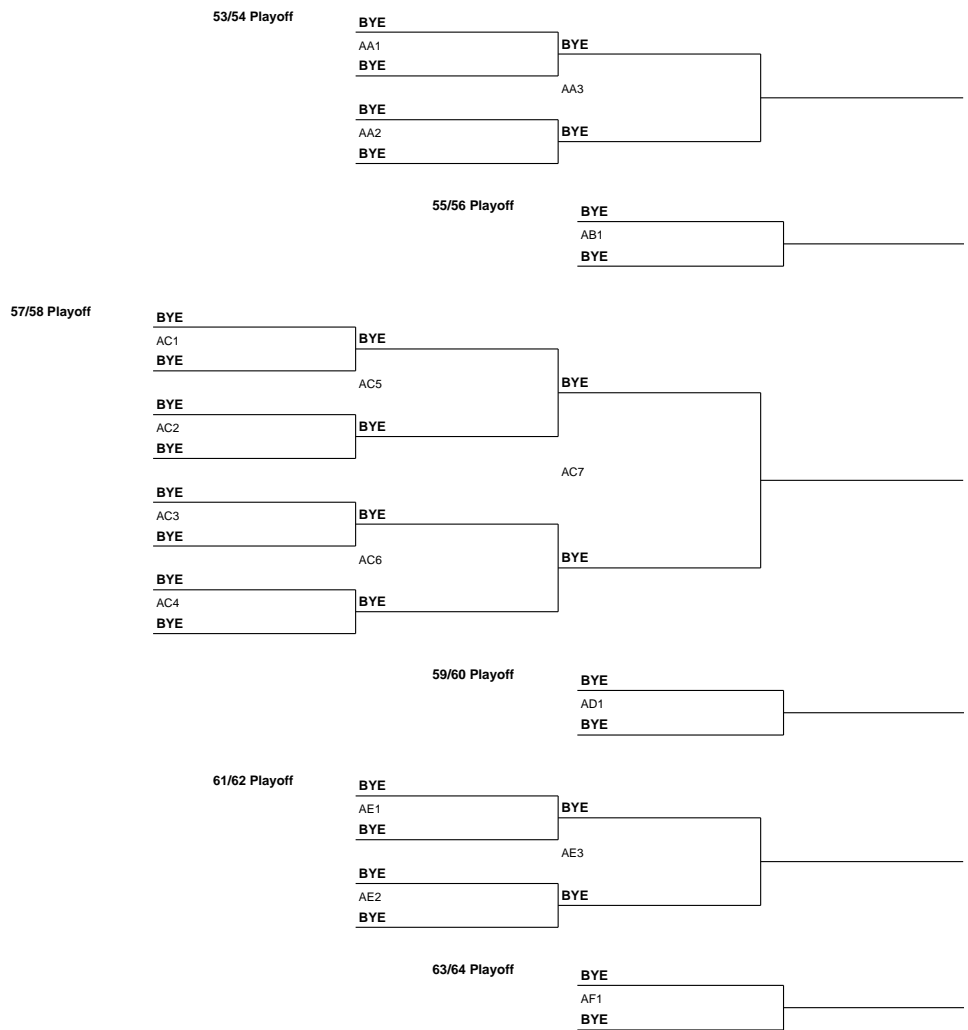 53/54 Playoff
BYE
AA1
BYE
BYE
AA3
BYE
AA2
BYE
BYE
55/56 Playoff
BYE
AB1
BYE
57/58 Playoff
BYE
AC1
BYE
BYE
AC5
BYE
BYE
AC2
BYE
BYE
AC7
BYE
AC3
BYE
BYE
AC6
BYE
BYE
AC4
BYE
BYE
59/60 Playoff
BYE
AD1
BYE
61/62 Playoff
BYE
AE1
BYE
BYE
AE3
BYE
AE2
BYE
BYE
63/64 Playoff
BYE
AF1
BYE